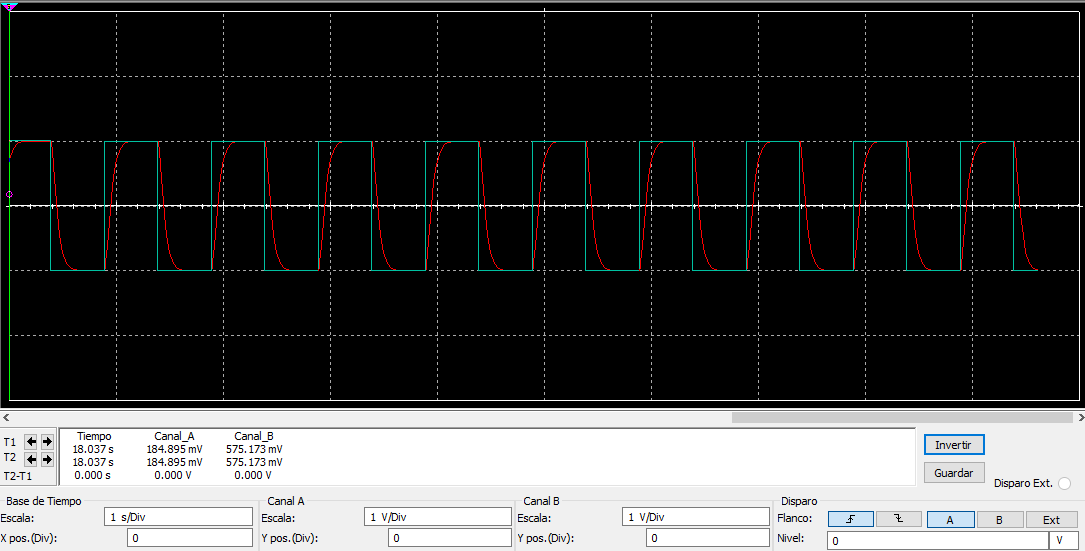 Tiempo Canal_A Canal_B
T1 18.037 s 184.895 mV 575.173 mV
T2 18.037 s 184.895 mV 575.173 mV
T2-T1 0.000 s 0.000 V 0.000 V
Invertir
Guardar
Disparo Ext.
Base de Tiempo
Escala: 1 s/Div
X pos.(Div): 0
Canal A
Escala: 1 V/Div
Y pos.(Div): 0
Canal B
Escala: 1 V/Div
Y pos.(Div): 0
Disparo
Flanco: A B Ext
Nivel: 0 V